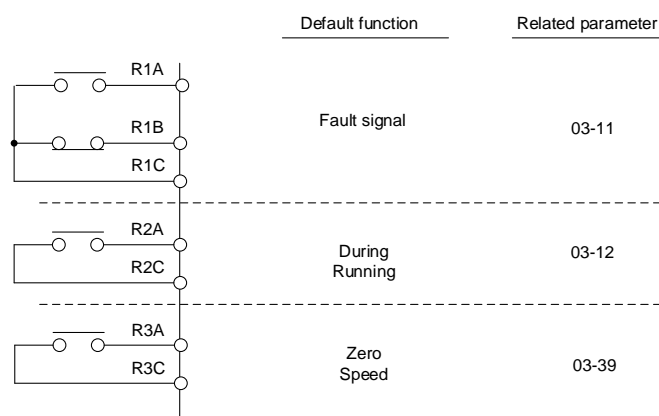 Default function
Related parameter
R1A
R1B
R1C
Fault signal
03-11
R2A
R2C
During
Running
03-12
R3A
R3C
Zero
Speed
03-39